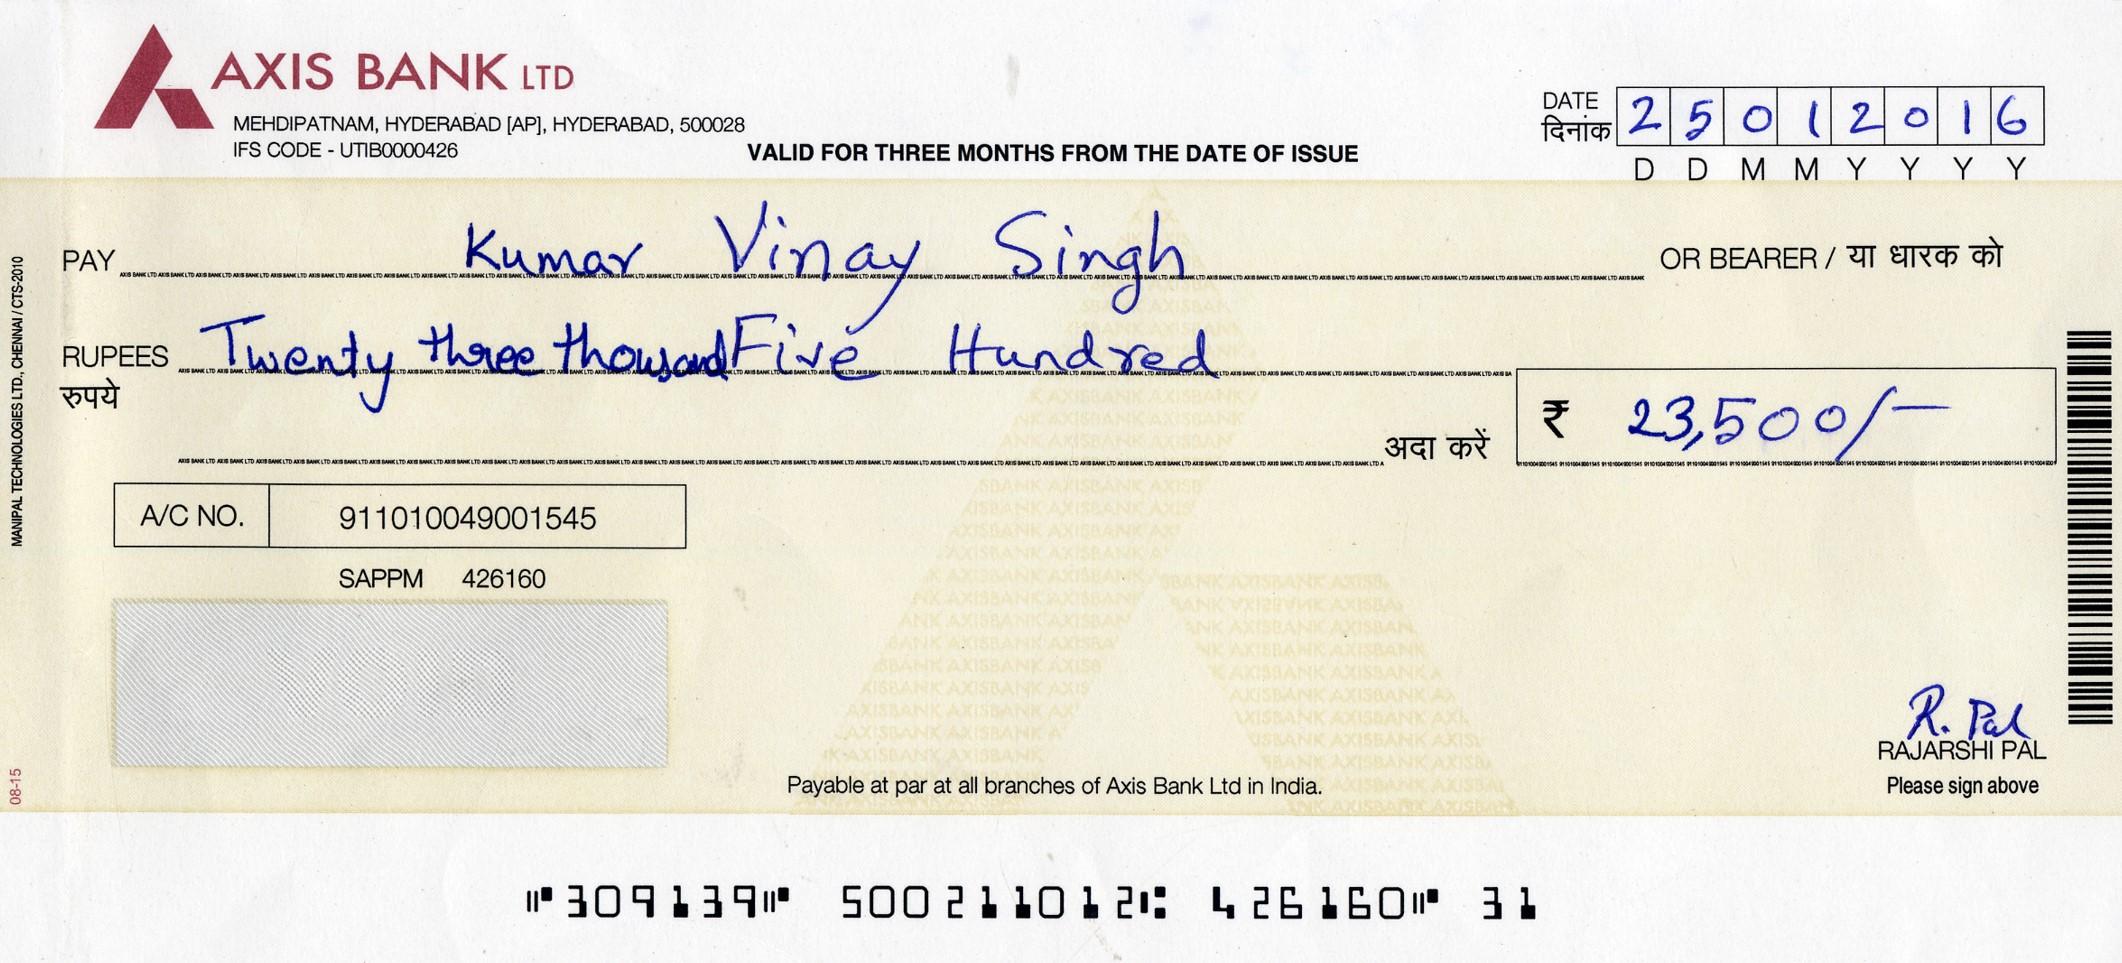 AXIS BANK LTD
MEHDIPATNAM, HYDERABAD [AP], HYDERABAD, 500028
IFS CODE - UTIB0000426
VALID FOR THREE MONTHS FROM THE DATE OF ISSUE
DATE
दिनांक
2 5 0 1 2 0 1 6
D D M M Y Y Y Y
PAY Kumar Vinay Singh OR BEARER / या धारक को
RUPEES Twenty three thousand Five Hundred
रुपये
अदा करें ₹ 23,500/-
A/C NO. 911010049001545
SAPPM 426160
VOID
R. Pal
RAJARSHI PAL
Please sign above
Payable at par at all branches of Axis Bank Ltd in India.
MANIPAL TECHNOLOGIES LTD., CHENNAI / CTS-2010
08-15
⑈309139⑈ 500211012⑆ 426160⑈ 31